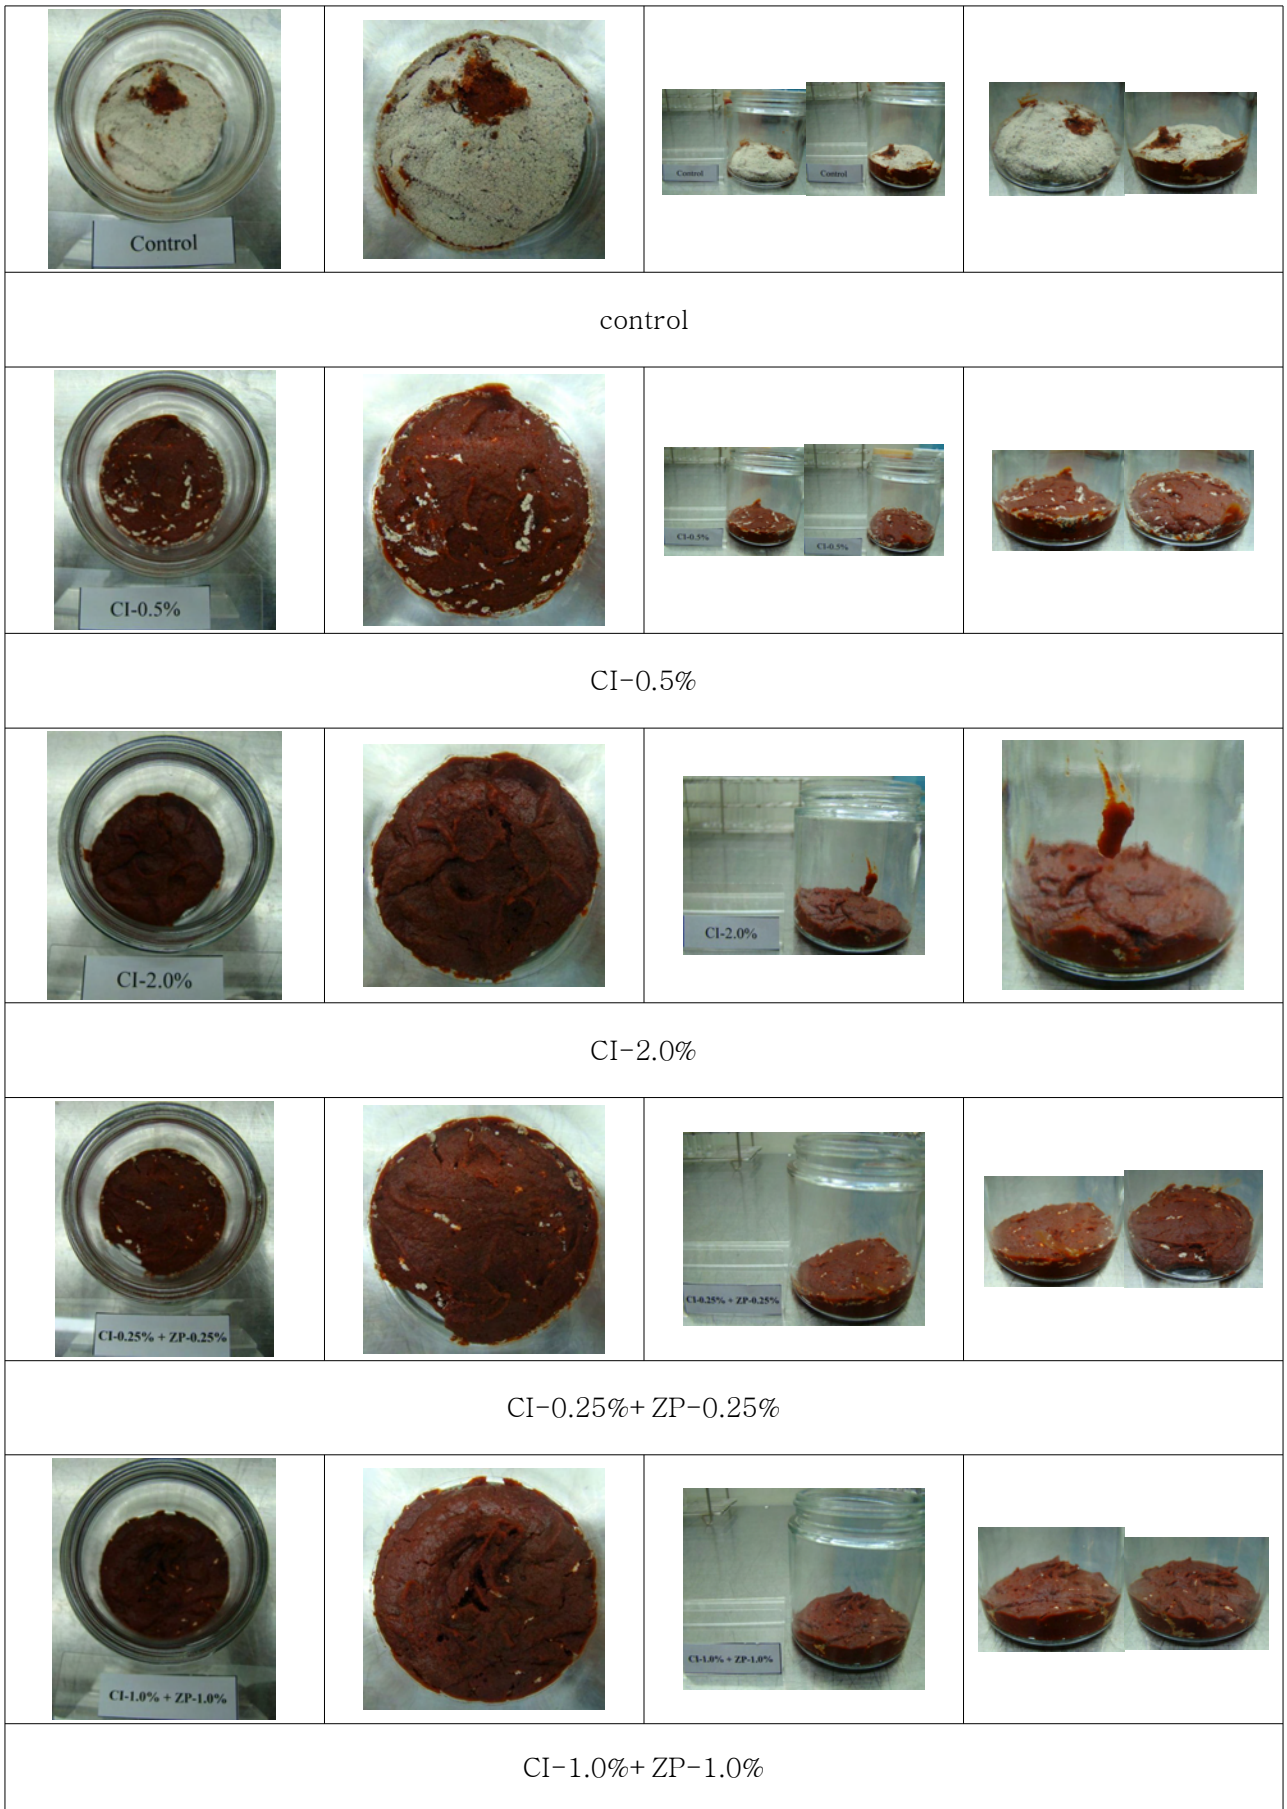 Control
Control
Control
control
CI-0.5%
CI-0.5%
CI-0.5%
CI-0.5%
CI-2.0%
CI-2.0%
CI-2.0%
CI-0.25% + ZP-0.25%
CI-0.25% + ZP-0.25%
CI-0.25%+ ZP-0.25%
CI-1.0% + ZP-1.0%
CI-1.0% + ZP-1.0%
CI-1.0%+ ZP-1.0%